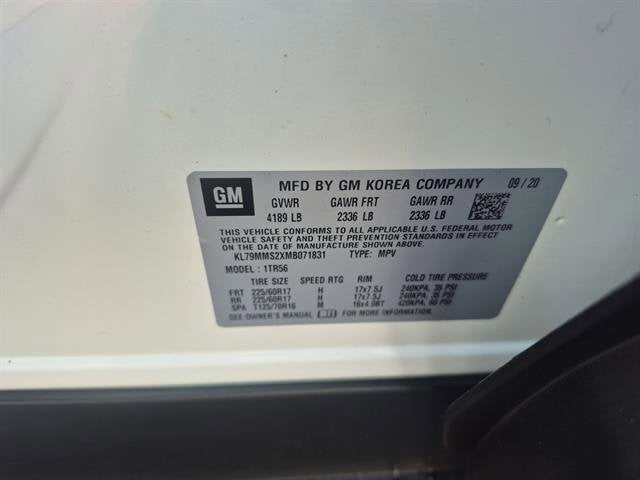 GM MFD BY GM KOREA COMPANY 09/20
GVWR GAWR FRT GAWR RR
4189 LB 2336 LB 2336 LB
THIS VEHICLE CONFORMS TO ALL APPLICABLE U.S. FEDERAL MOTOR
VEHICLE SAFETY AND THEFT PREVENTION STANDARDS IN EFFECT
ON THE DATE OF MANUFACTURE SHOWN ABOVE.
KL79MMS2XMB071831 TYPE: MPV
MODEL : 1TR56
TIRE SIZE SPEED RTG RIM COLD TIRE PRESSURE
FRT 225/60R17 H 17x7.5J 240KPA, 35 PSI
RR 225/60R17 H 17x7.5J 240KPA, 35 PSI
SPA T125/70R16 M 16x4.0BT 420KPA, 60 PSI
SEE OWNER'S MANUAL FOR MORE INFORMATION.